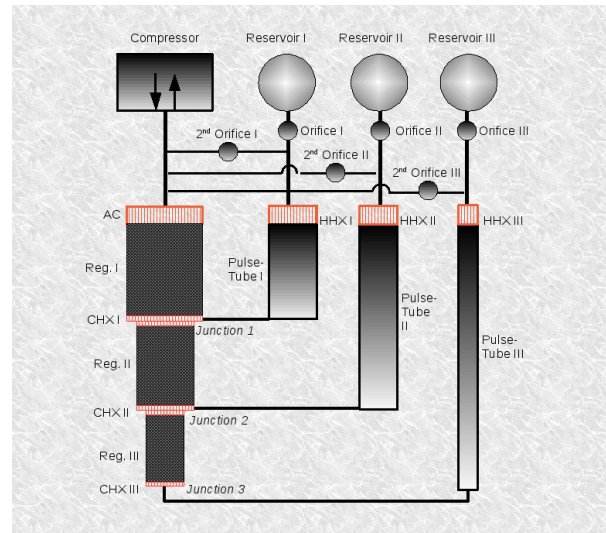 Compressor
Reservoir I
Reservoir II
Reservoir III
2nd Orifice I
Orifice I
Orifice II
Orifice III
2nd Orifice II
2nd Orifice III
AC
HHX I
HHX II
HHX III
Reg. I
Pulse-
Tube I
CHX I
Junction 1
Pulse-
Tube
II
Pulse-
Tube III
Reg. II
CHX II
Junction 2
Reg. III
CHX III
Junction 3